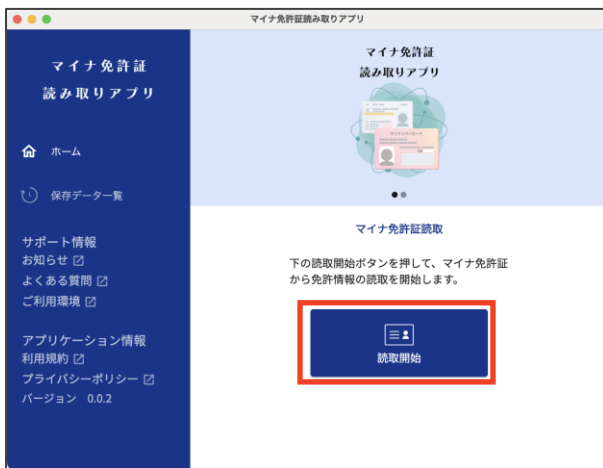 マイナ免許証読み取りアプリ
マイナ免許証
読み取りアプリ
ホーム
保存データ一覧
サポート情報
お知らせ
よくある質問
ご利用環境
アプリケーション情報
利用規約
プライバシーポリシー
バージョン 0.0.2
マイナ免許証
読み取りアプリ
マイナ免許証読取
下の読取開始ボタンを押して、マイナ免許証
から免許情報の読取を開始します。
読取開始